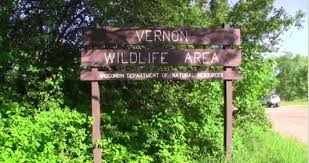 VERNON
WILDLIFE AREA
WISCONSIN DEPARTMENT OF NATURAL RESOURCES